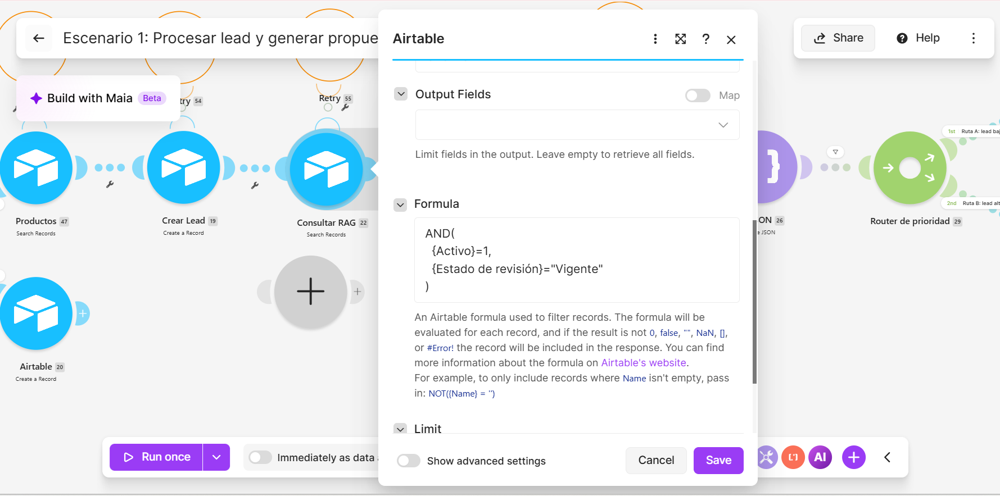 Escenario 1: Procesar lead y generar propue
Share
Help
Build with Maia Beta
try 54
Retry 55
Productos 47
Search Records
Crear Lead 19
Create a Record
Consultar RAG 22
Search Records
Airtable 20
Create a Record
Airtable
Output Fields
Map
Limit fields in the output. Leave empty to retrieve all fields.
Formula
AND(
{Activo}=1,
{Estado de revisión}="Vigente"
)
An Airtable formula used to filter records. The formula will be
evaluated for each record, and if the result is not 0, false, "", NaN, [],
or #Error! the record will be included in the response. You can find
more information about the formula on Airtable's website.
For example, to only include records where Name isn't empty, pass
in: NOT({Name} = '')
Limit
Show advanced settings
Cancel
Save
ON 26
e JSON
1st Ruta A: lead baj
2nd Ruta B: lead alt
Router de prioridad 29
Run once
Immediately as data
AI